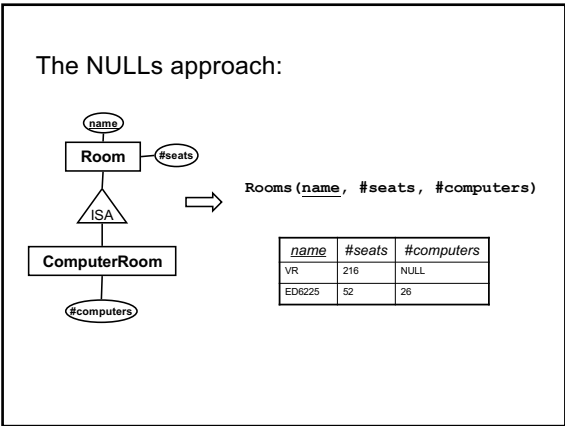 The NULLs approach:
name
Room
#seats
ISA
ComputerRoom
#computers
Rooms(name, #seats, #computers)
name #seats #computers
VR 216 NULL
ED6225 52 26